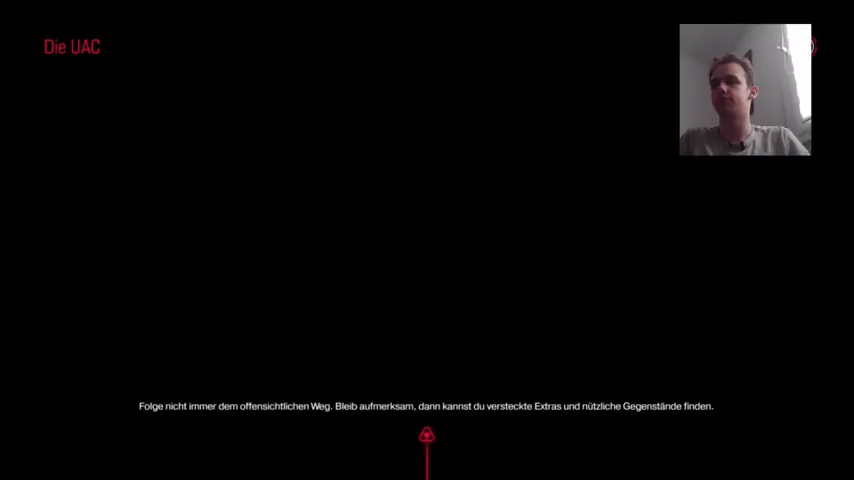 Die UAC
Folge nicht immer dem offensichtlichen Weg. Bleib aufmerksam, dann kannst du versteckte Extras und nützliche Gegenstände finden.